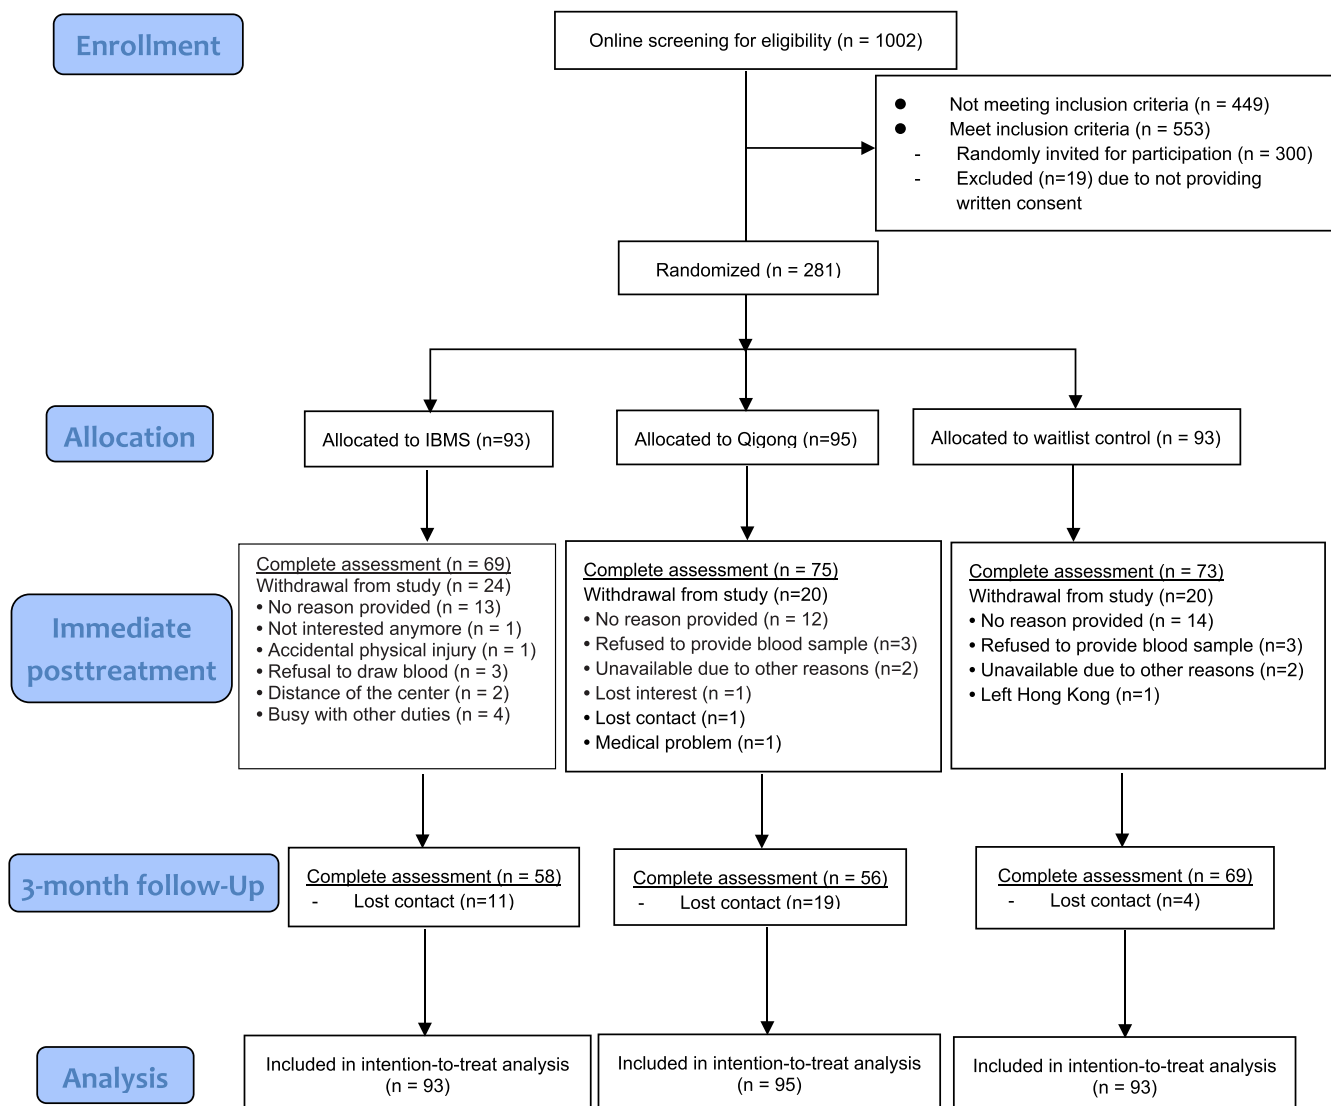 Enrollment
Online screening for eligibility (n = 1002)
● Not meeting inclusion criteria (n = 449)
● Meet inclusion criteria (n = 553)
- Randomly invited for participation (n = 300)
- Excluded (n=19) due to not providing
written consent
Randomized (n = 281)
Allocation
Allocated to IBMS (n=93)
Allocated to Qigong (n=95)
Allocated to waitlist control = 93)
Immediate
posttreatment
Complete assessment (n = 69)
Withdrawal from study (n = 24)
• No reason provided (n = 13)
• Not interested anymore (n = 1)
• Accidental physical injury (n = 1)
• Refusal to draw blood (n = 3)
• Distance of the center (n = 2)
• Busy with other duties (n = 4)
Complete assessment (n = 75)
Withdrawal from study (n=20)
• No reason provided (n = 12)
• Refused to provide blood sample (n=3)
• Unavailable due to other reasons (n=2)
• Lost interest (n =1)
• Lost contact (n=1)
• Medical problem (n=1)
Complete assessment (n = 73)
Withdrawal from study (n=20)
• No reason provided (n = 14)
• Refused to provide blood sample (n=3)
• Unavailable due to other reasons (n=2)
• Left Hong Kong (n=1)
3-month follow-Up
Complete assessment (n = 58)
- Lost contact (n=11)
Complete assessment (n = 56)
- Lost contact (n=19)
Complete assessment (n = 69)
- Lost contact (n=4)
Analysis
Included in intention-to-treat analysis
(n = 93)
Included in intention-to-treat analysis
(n = 95)
Included in intention-to-treat analysis
(n = 93)